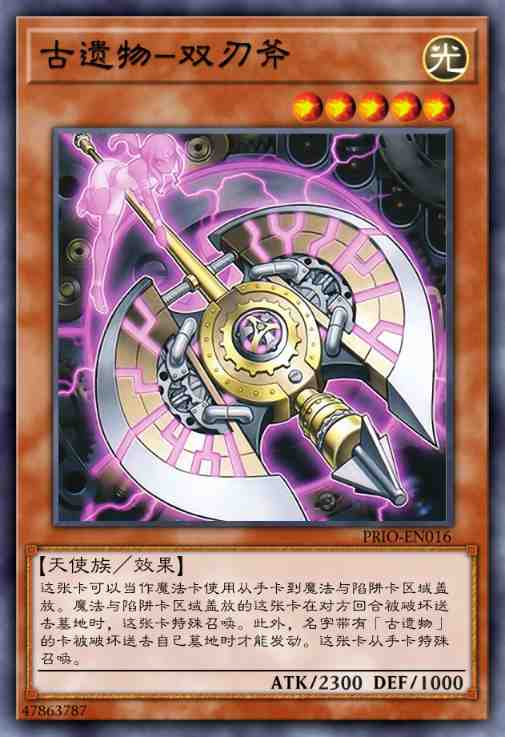 古遗物-双刃斧
光
PRIO-EN016
【天使族／效果】
这张卡可以当作魔法卡使用从手卡到魔法与陷阱卡区域盖
放。魔法与陷阱卡区域盖放的这张卡在对方回合被破坏送
去墓地时，这张卡特殊召唤。此外，名字带有「古遗物」
的卡被破坏送去自己墓地时才能发动。这张卡从手卡特殊
召唤。
ATK/2300 DEF/1000
47863787